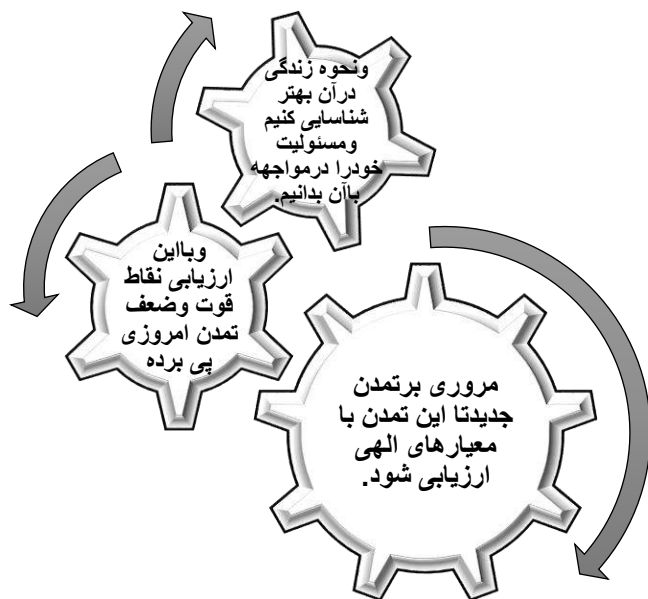 مروری برتمدن
جدیدتا این تمدن با
معیارهای الهی
ارزیابی شود.
وبااین
ارزیابی نقاط
قوت وضعف
تمدن امروزی
پی برده
ونحوه زندگی
درآن بهتر
شناسایی کنیم
ومسئولیت
خودرا درمواجهه
باآن بدانیم.